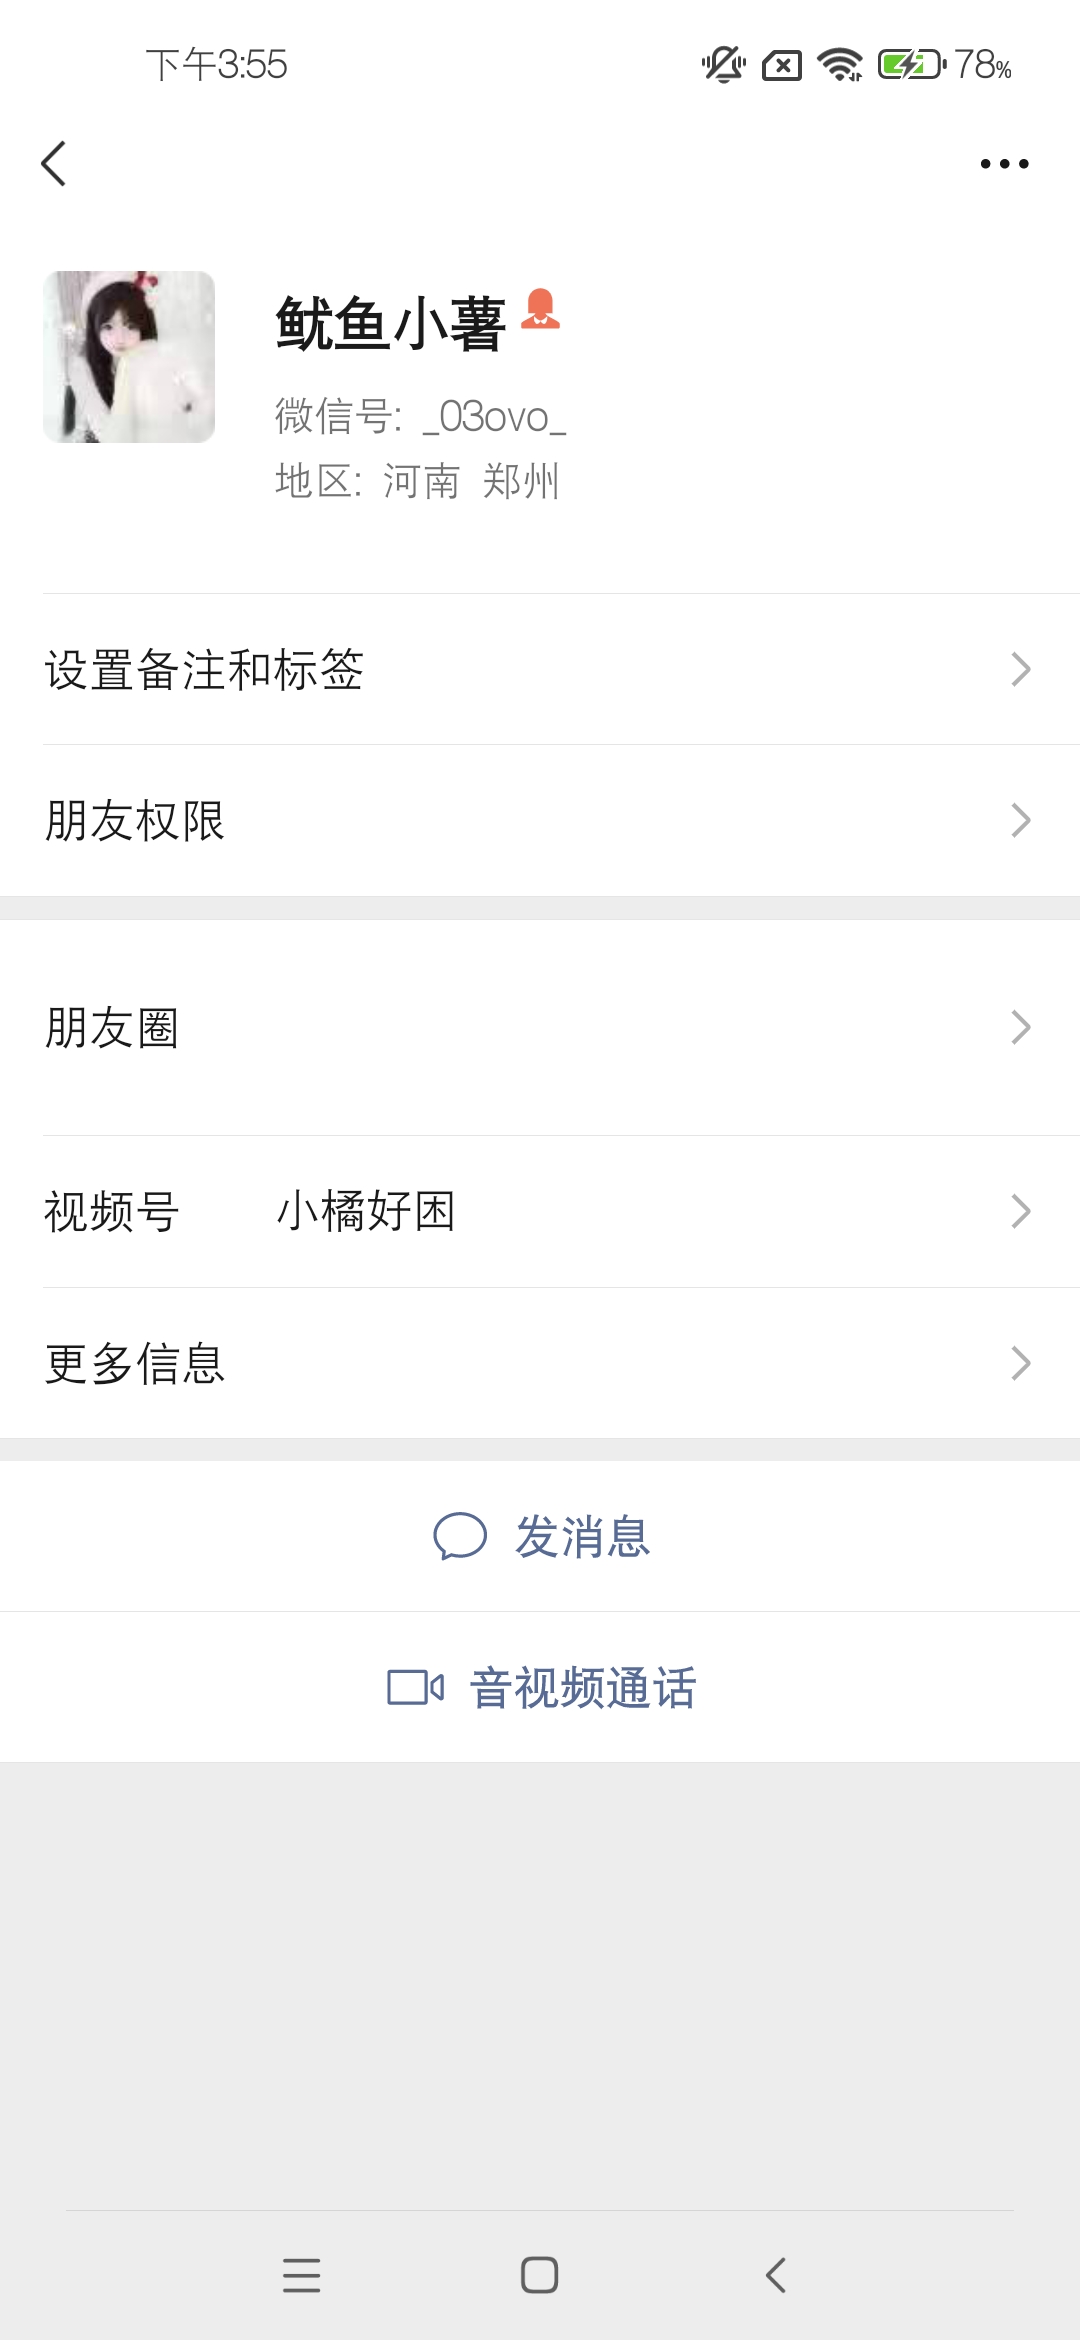 下午3:55
78%
鱿鱼小薯
微信号: _03ovo_
地区: 河南 郑州
设置备注和标签
朋友权限
朋友圈
视频号 小橘好困
更多信息
发消息
音视频通话